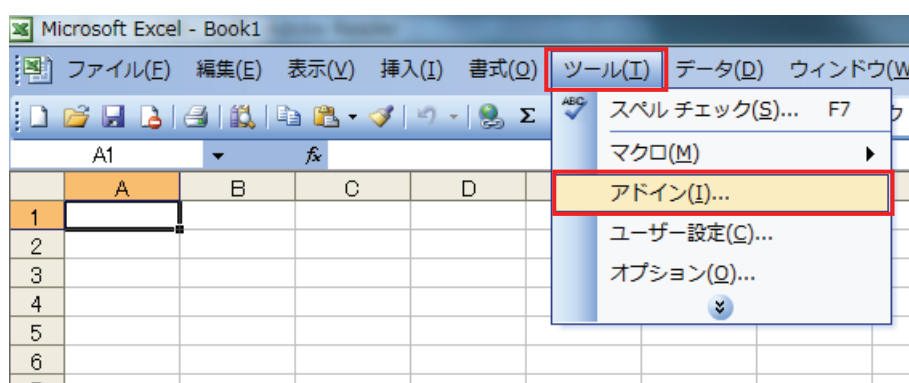 Microsoft Excel - Book1
ファイル(F) 編集(E) 表示(V) 挿入(I) 書式(O) ツール(T) データ(D) ウィンドウ(W
ABC スペル チェック(S)... F7
A1 fx マクロ(M)
A B C D アドイン(I)...
1
2 ユーザー設定(C)...
3 オプション(O)...
4
5
6